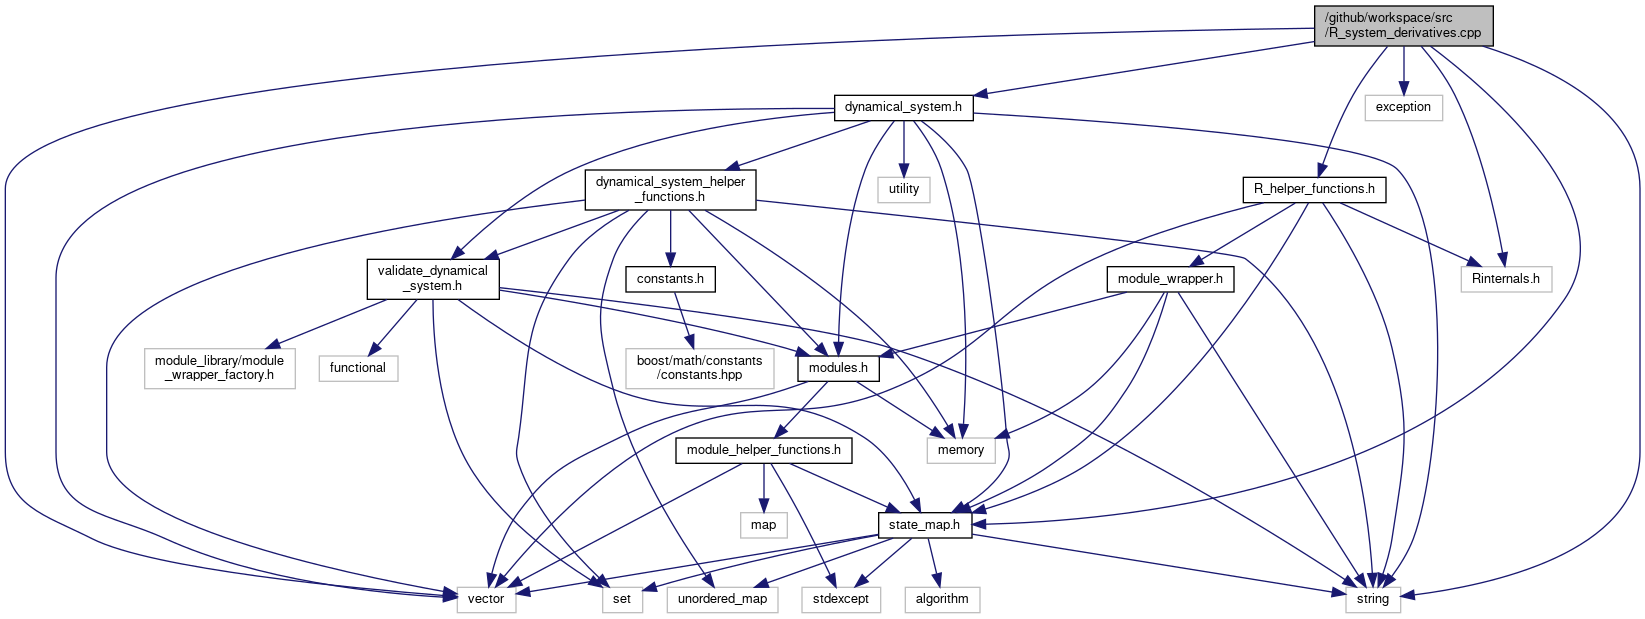 /github/workspace/src
/R_system_derivatives.cpp
dynamical_system.h
exception
dynamical_system_helper
_functions.h
utility
R_helper_functions.h
validate_dynamical
_system.h
constants.h
module_wrapper.h
Rinternals.h
module_library/module
_wrapper_factory.h
functional
boost/math/constants
/constants.hpp
modules.h
module_helper_functions.h
memory
map
state_map.h
vector
set
unordered_map
stdexcept
algorithm
string